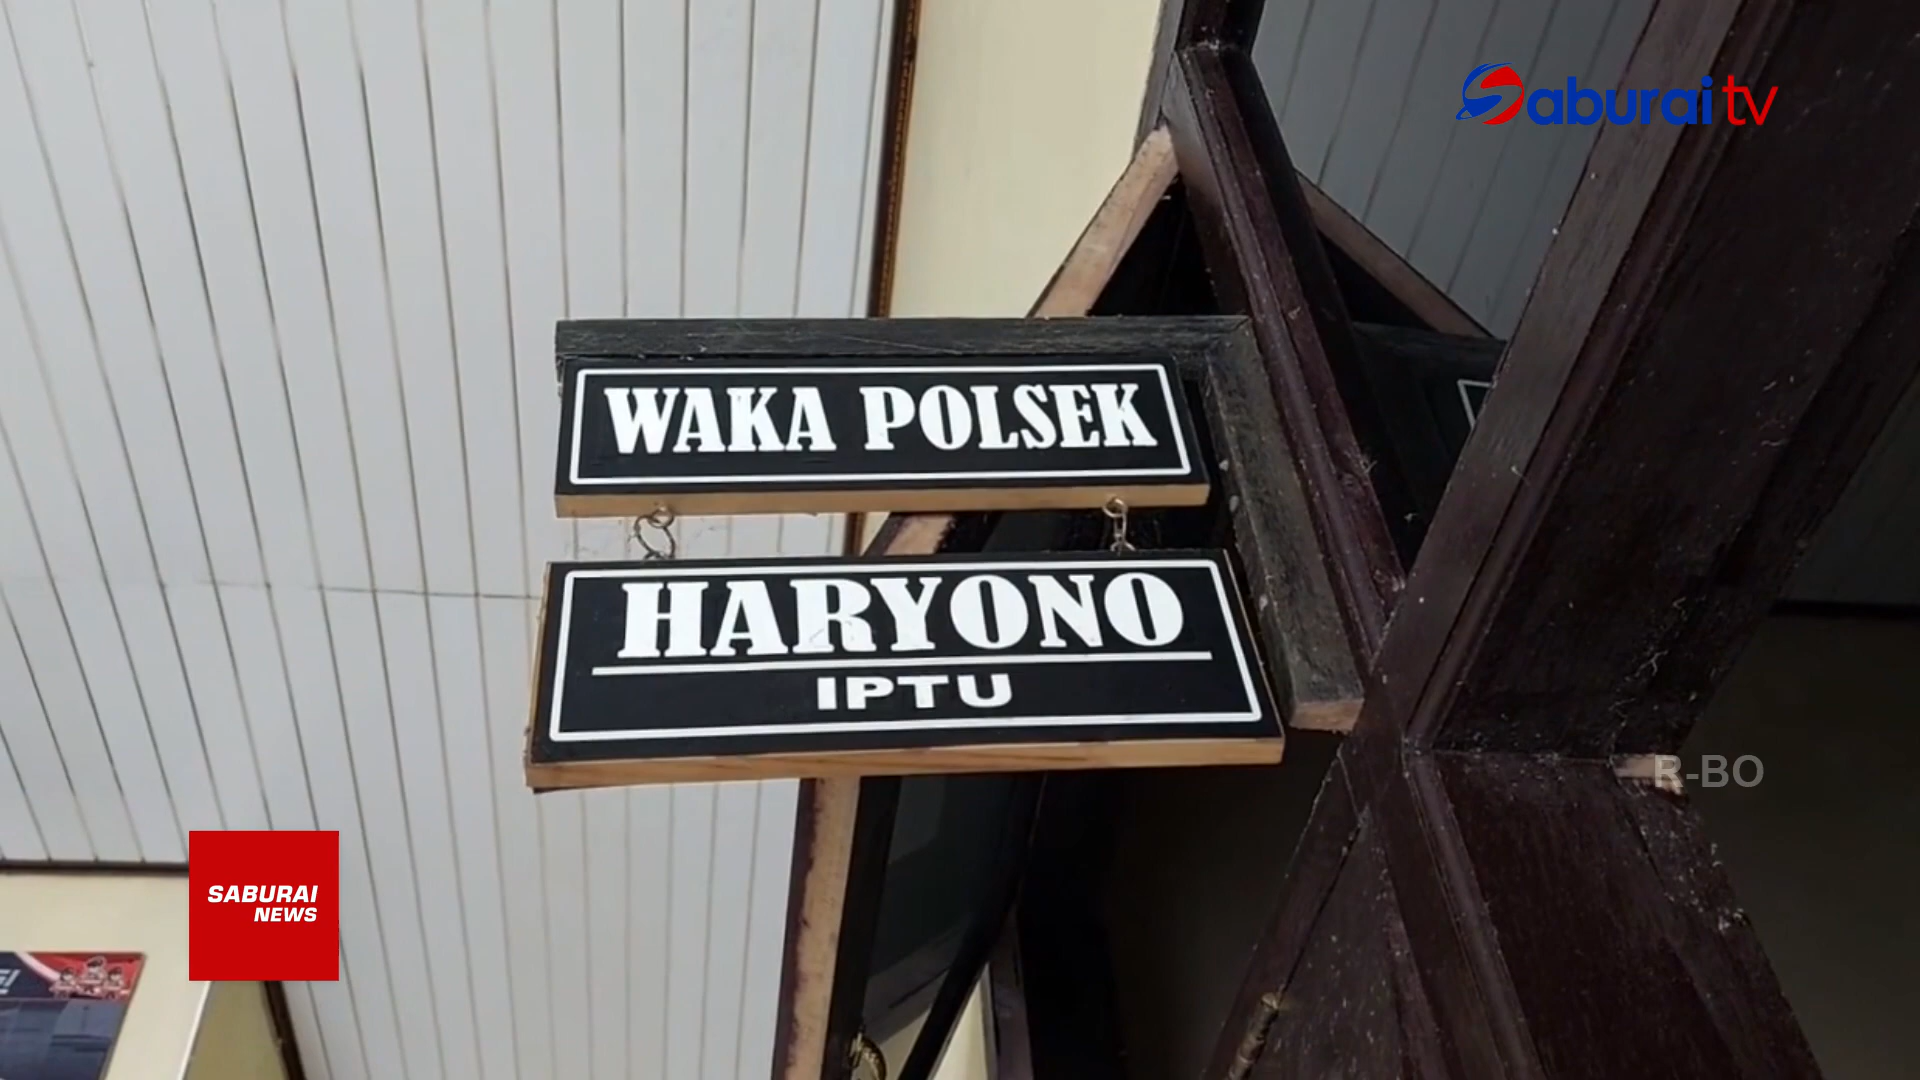 Saburai tv
WAKA POLSEK
HARYONO
IPTU
R-BO
SABURAI
NEWS